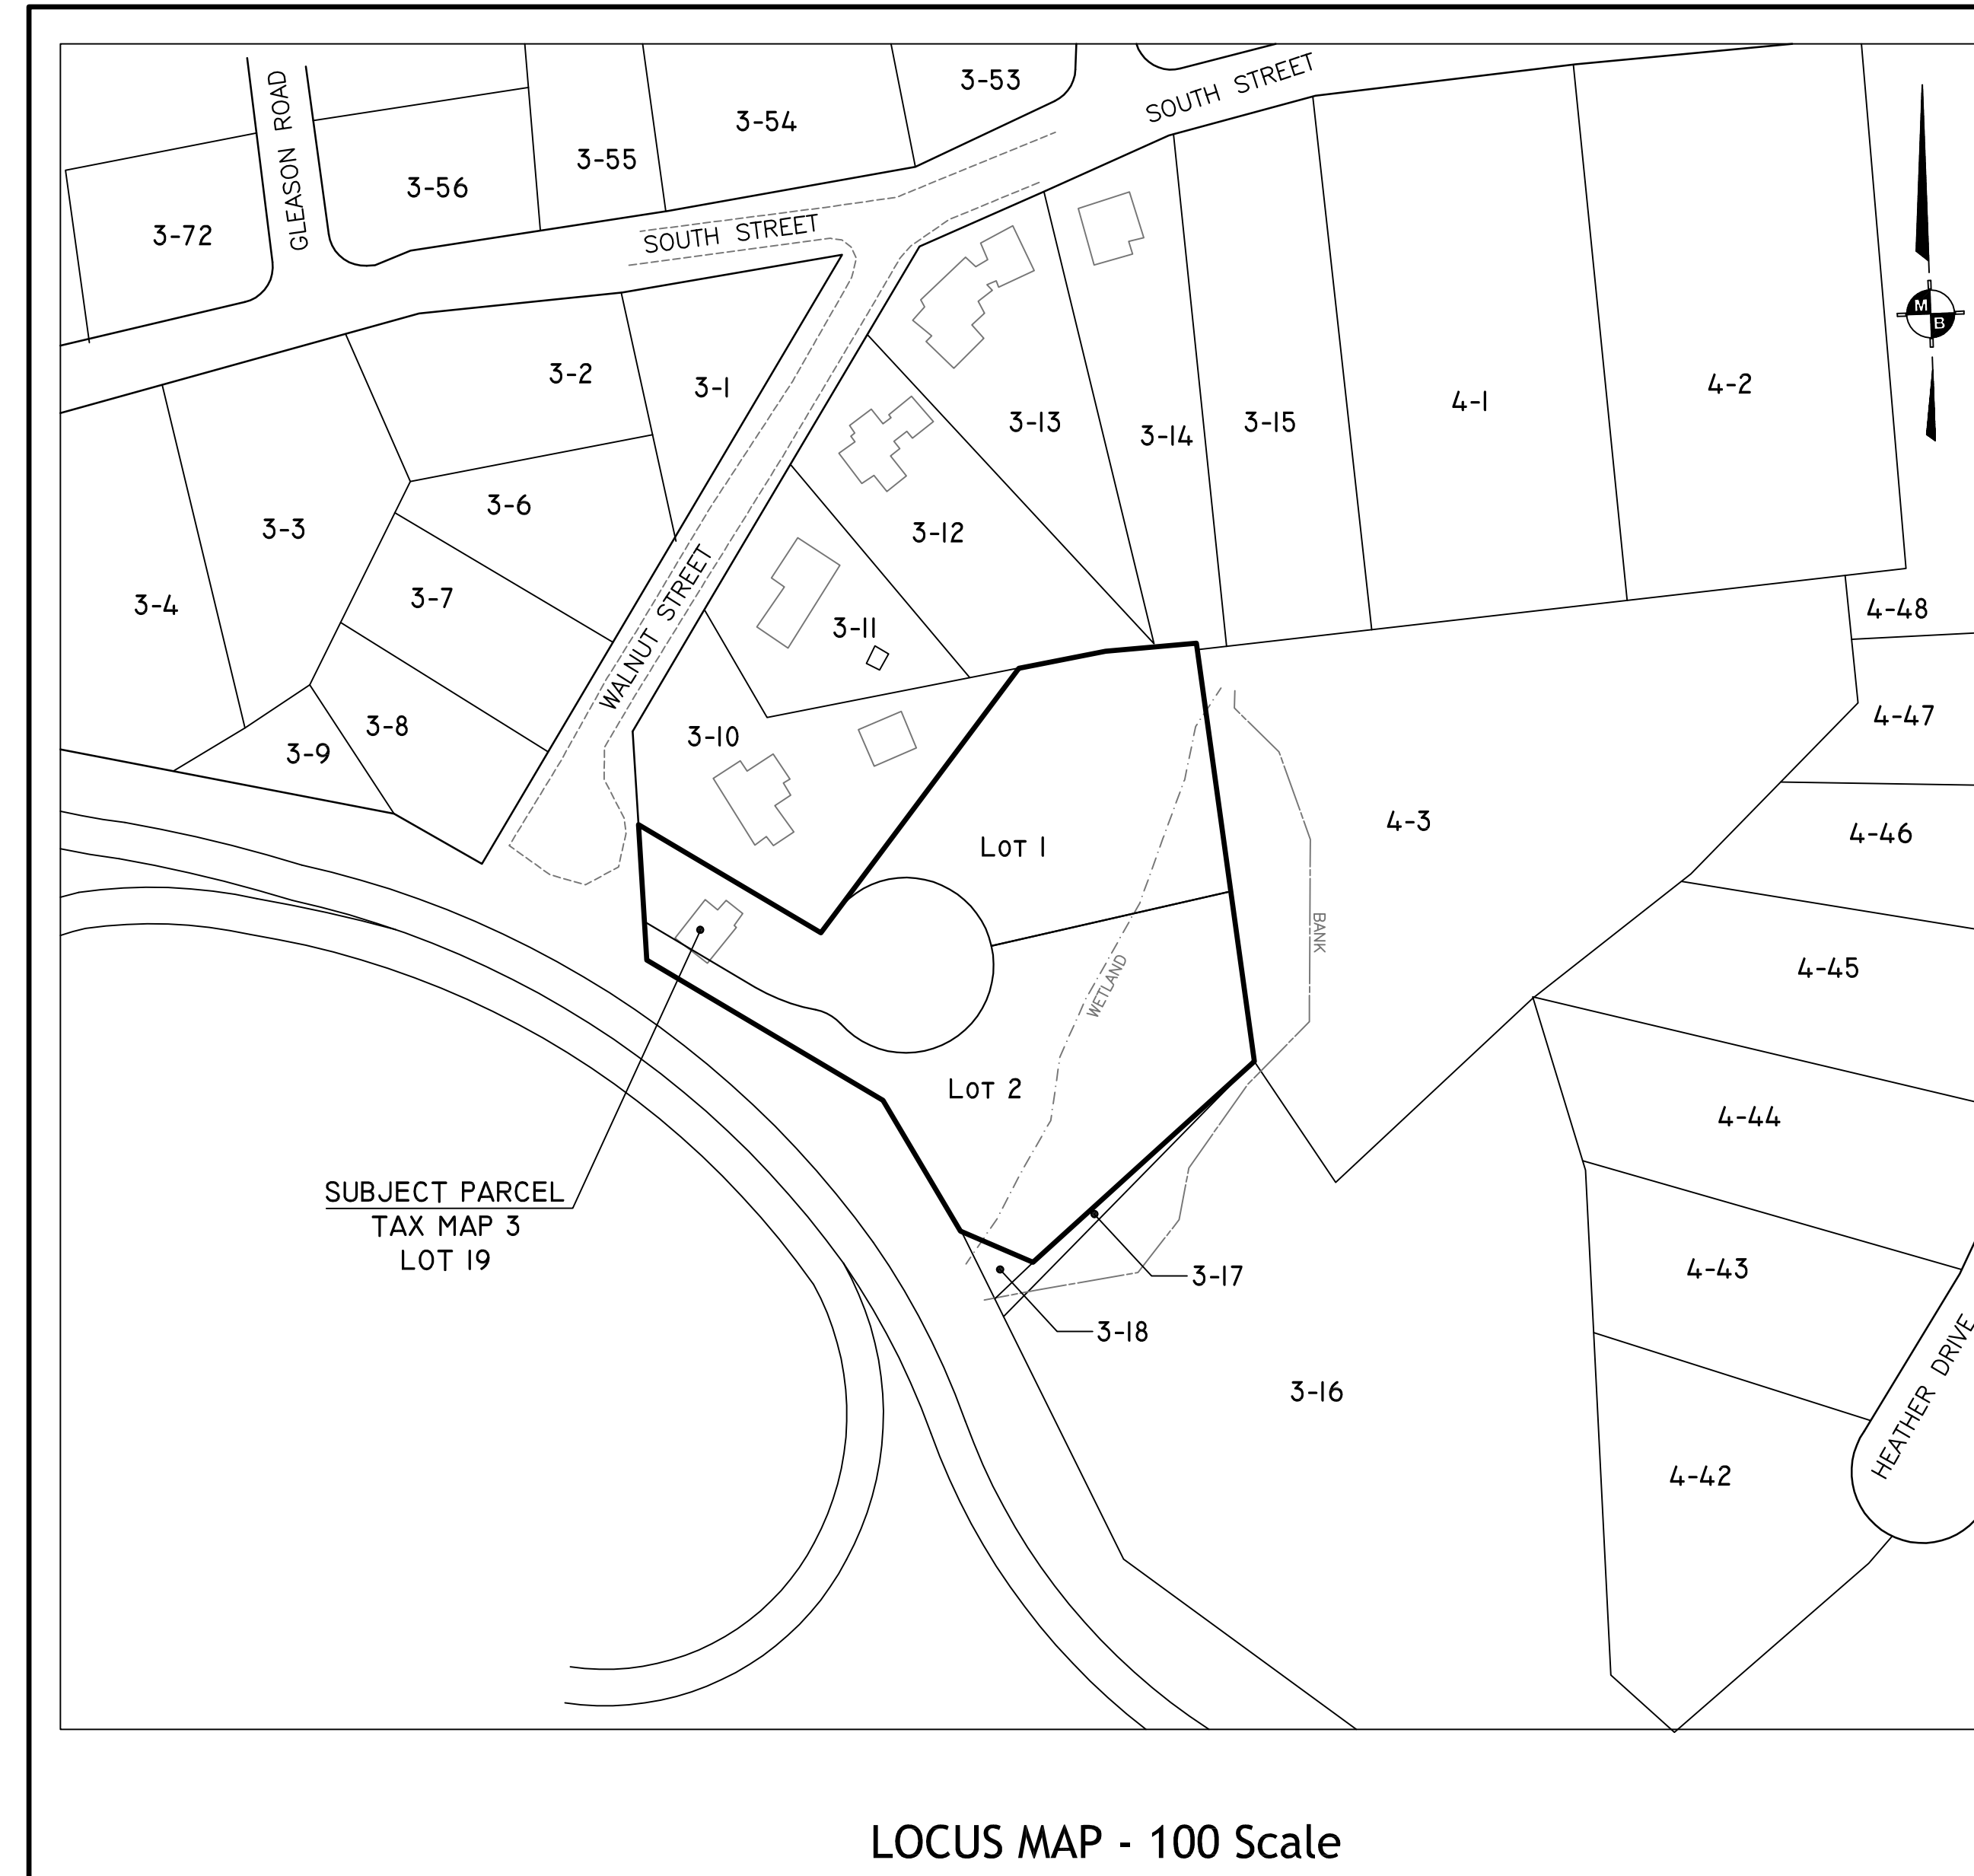 3-53
SOUTH STREET
GLEASON ROAD
3-54
3-55
3-56
3-72
SOUTH STREET
M
B
3-2
3-1
4-2
4-1
3-13
3-14
3-15
3-6
3-3
3-12
3-7
3-4
WALNUT STREET
3-11
4-48
4-47
3-8
3-9
3-10
4-3
4-46
LOT 1
BANK
4-45
WETLAND
LOT 2
4-44
SUBJECT PARCEL
TAX MAP 3
LOT 19
3-17
4-43
3-18
HEATHER DRIVE
3-16
4-42
LOCUS MAP - 100 Scale